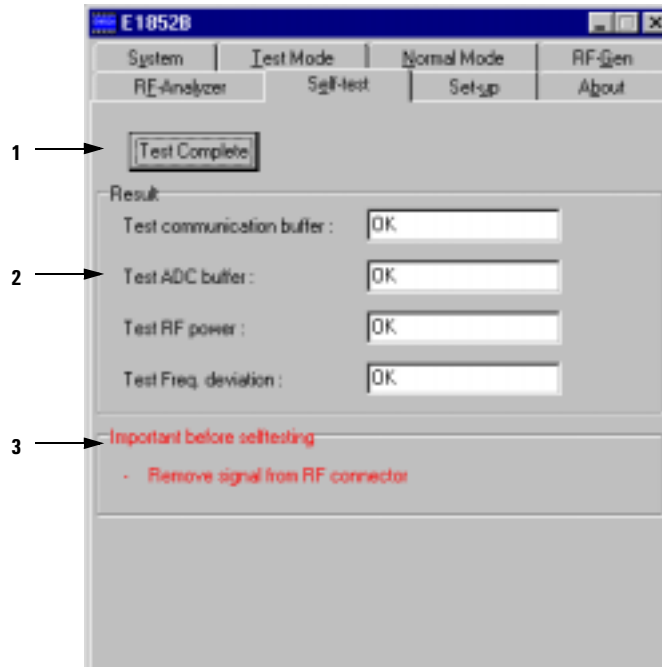 E1852B
System Test Mode Normal Mode RF-Gen
RF-Analyzer Self-test Set-up About
1 Test Complete
Result
Test communication buffer : OK
2 Test ADC buffer : OK
Test RF power : OK
Test Freq. deviation : OK
3 Important before selftesting
- Remove signal from RF connector